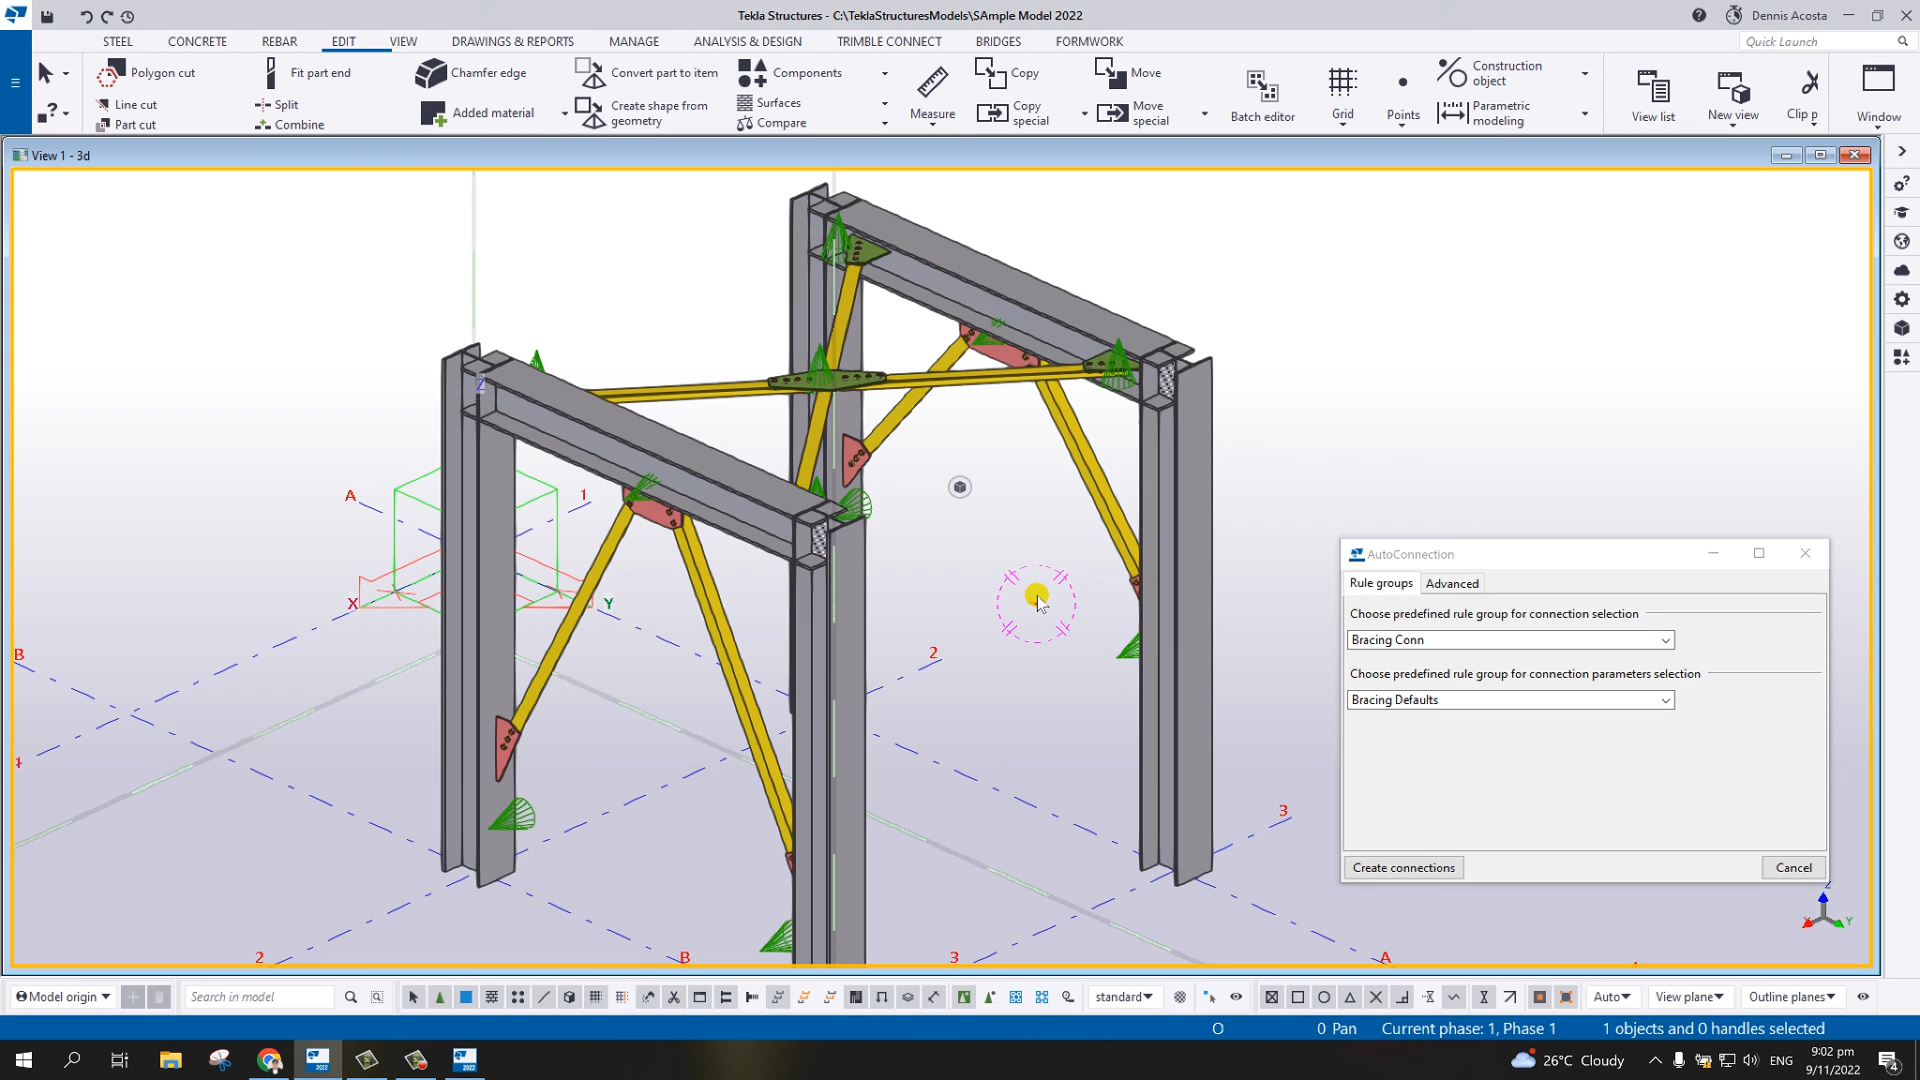 Tekla Structures - C:\TeklaStructuresModels\SAmple Model 2022
Dennis Acosta
STEEL CONCRETE REBAR EDIT VIEW DRAWINGS & REPORTS MANAGE ANALYSIS & DESIGN TRIMBLE CONNECT BRIDGES FORMWORK
Quick Launch
Polygon cut
Line cut
Part cut
Fit part end
Split
Combine
Chamfer edge
Added material
Convert part to item
Create shape from
geometry
Components
Surfaces
Compare
Measure
Copy
Copy
special
Move
Move
special
Batch editor
Grid
Points
Construction
object
Parametric
modeling
View list
New view
Clip p
Window
View 1 - 3d
Z
A
1
X
Y
B
2
1
3
2
B
3
A
AutoConnection
Rule groups Advanced
Choose predefined rule group for connection selection
Bracing Conn
Choose predefined rule group for connection parameters selection
Bracing Defaults
Create connections
Cancel
Z
X
Y
Model origin
Search in model
standard
Auto
View plane
Outline planes
O
0 Pan
Current phase: 1, Phase 1
1 objects and 0 handles selected
2022
2022
26°C Cloudy
ENG
9:02 pm
9/11/2022
4